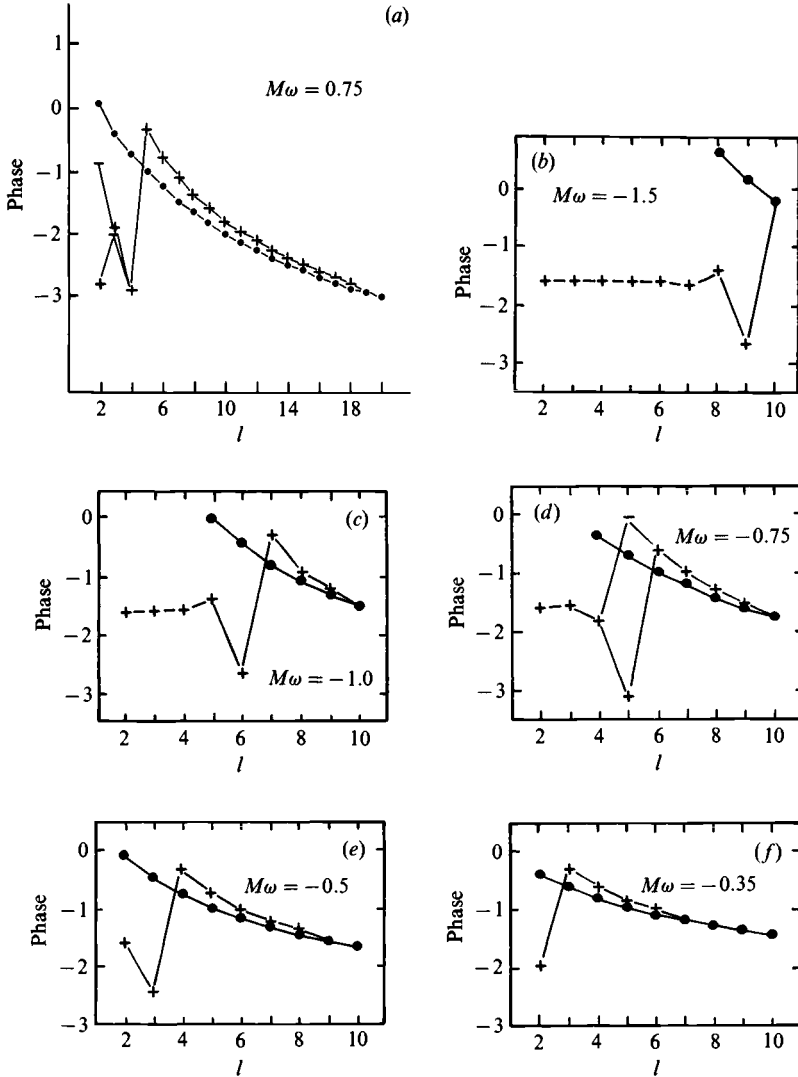 (a)
Mω = 0.75
Phase
1
0
−1
−2
−3
2 6 10 14 18
l
(b)
Mω = −1.5
Phase
0
−1
−2
−3
2 4 6 8 10
l
(c)
Mω = −1.0
Phase
0
−1
−2
−3
2 4 6 8 10
l
(d)
Mω = −0.75
Phase
0
−1
−2
−3
2 4 6 8 10
l
(e)
Mω = −0.5
Phase
0
−1
−2
−3
2 4 6 8 10
l
(f)
Mω = −0.35
Phase
0
−1
−2
−3
2 4 6 8 10
l